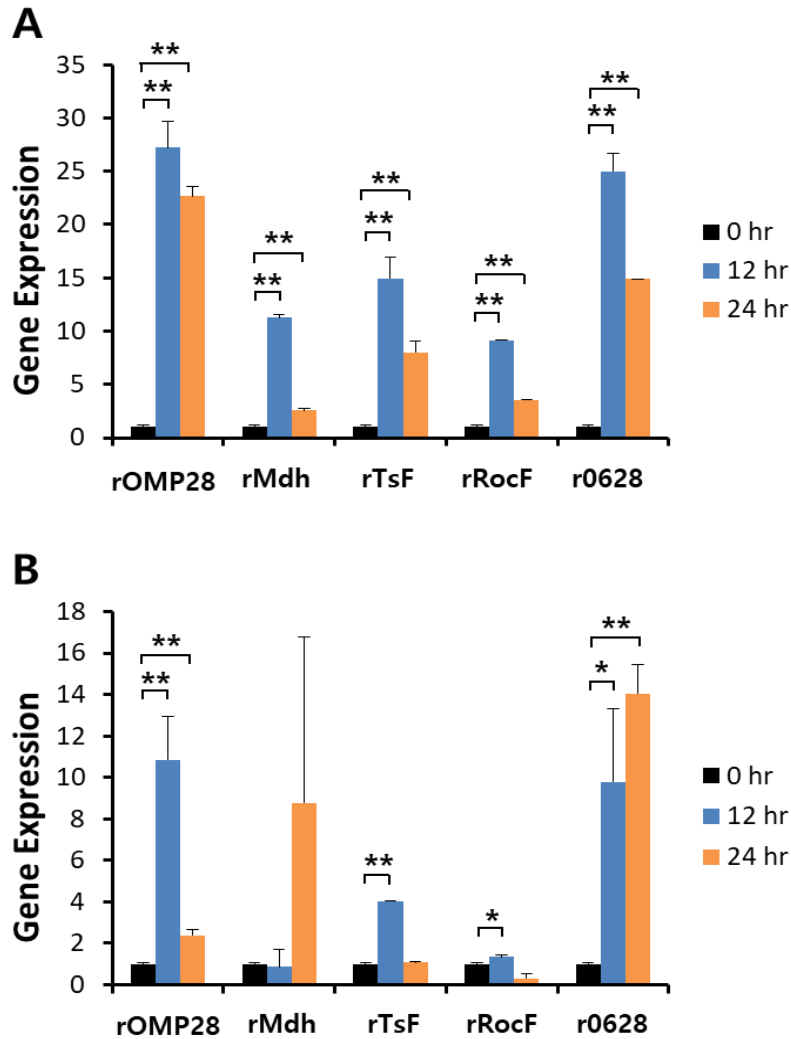 A
Gene Expression
35
30
25
20
15
10
5
0
** ** ** ** ** ** ** ** ** **
0 hr
12 hr
24 hr
rOMP28 rMdh rTsF rRocF r0628
B
Gene Expression
18
16
14
12
10
8
6
4
2
0
** ** ** * ** *
0 hr
12 hr
24 hr
rOMP28 rMdh rTsF rRocF r0628